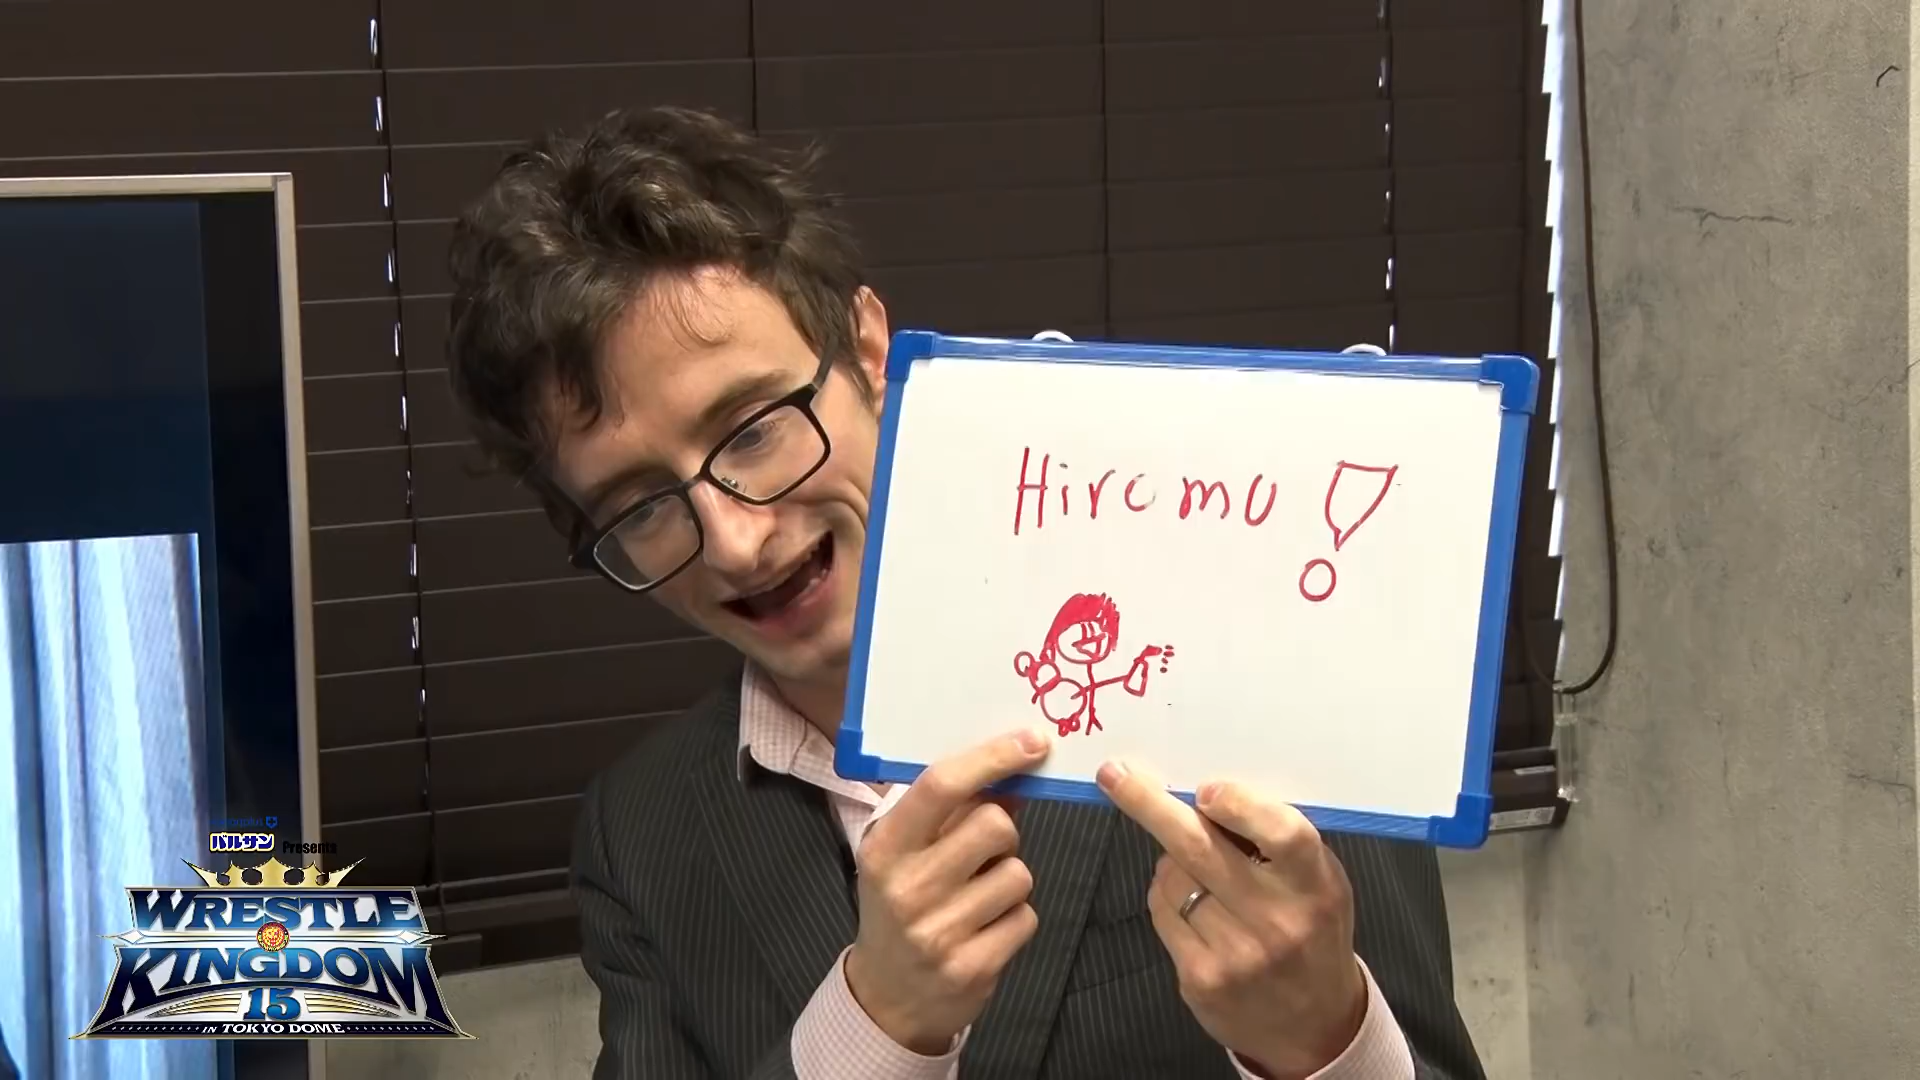 Hiromu!
バルサン Presents
WRESTLE
KINGDOM
15
IN TOKYO DOME